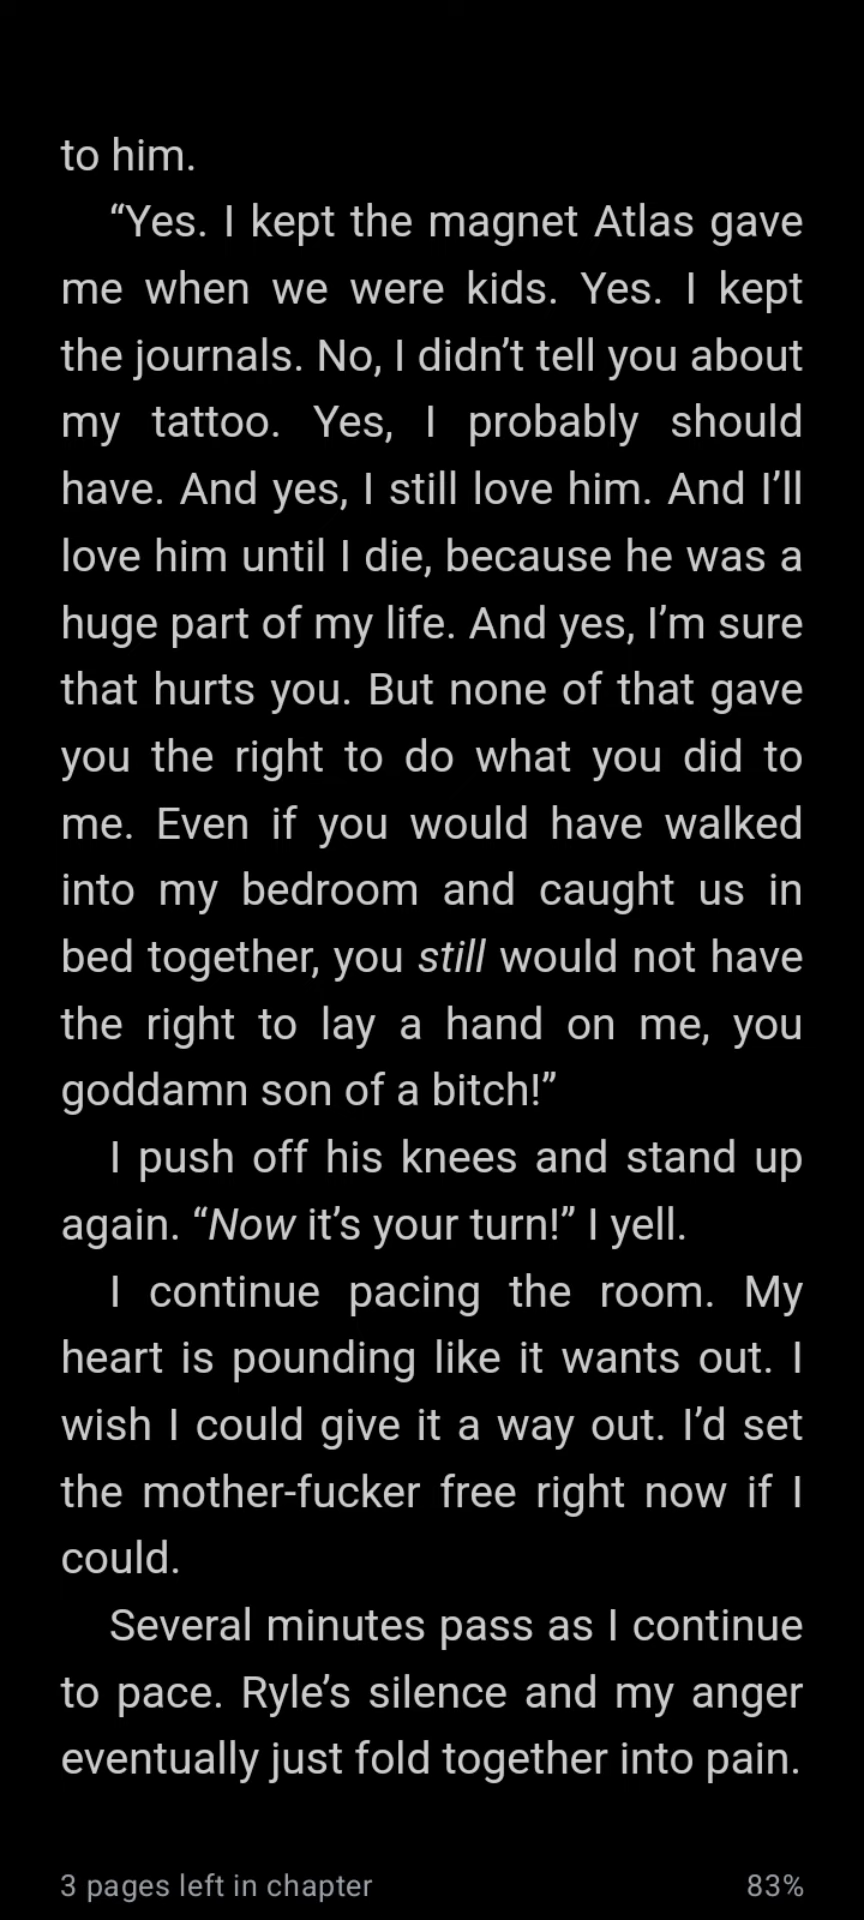 to him.
“Yes. I kept the magnet Atlas gave
me when we were kids. Yes. I kept
the journals. No, I didn’t tell you about
my tattoo. Yes, I probably should
have. And yes, I still love him. And I’ll
love him until I die, because he was a
huge part of my life. And yes, I’m sure
that hurts you. But none of that gave
you the right to do what you did to
me. Even if you would have walked
into my bedroom and caught us in
bed together, you still would not have
the right to lay a hand on me, you
goddamn son of a bitch!”
I push off his knees and stand up
again. “Now it’s your turn!” I yell.
I continue pacing the room. My
heart is pounding like it wants out. I
wish I could give it a way out. I’d set
the mother-fucker free right now if I
could.
Several minutes pass as I continue
to pace. Ryle’s silence and my anger
eventually just fold together into pain.
3 pages left in chapter 83%